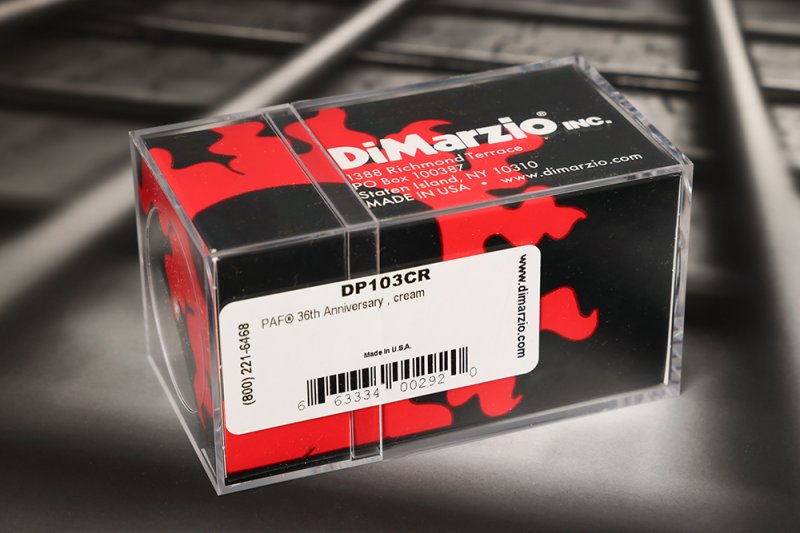 DiMarzio® INC.
1388 Richmond Terrace
PO Box 100387
Staten Island, NY 10310
MADE IN USA • www.dimarzio.com
DP103CR
PAF® 36th Anniversary , cream
(800) 221-6468
www.dimarzio.com
Made in U.S.A.
6 63334 00292 0